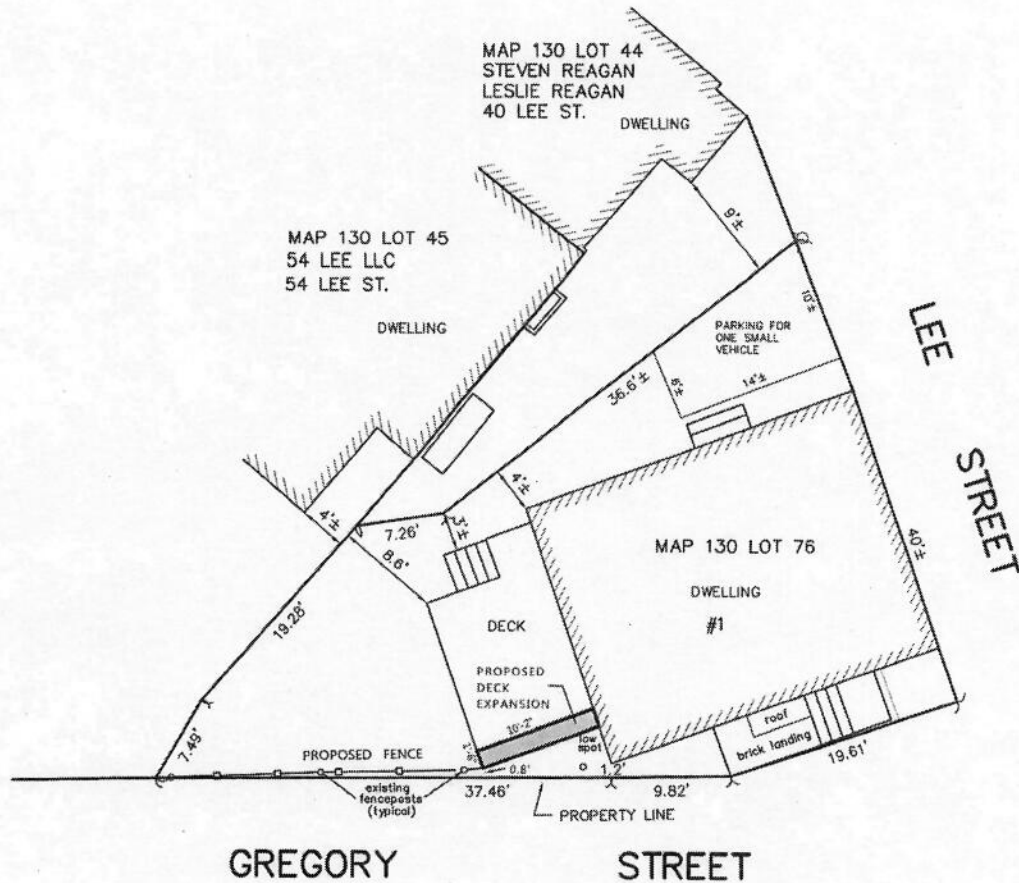 MAP 130 LOT 44
STEVEN REAGAN
LESLIE REAGAN
40 LEE ST.
DWELLING
9'±
MAP 130 LOT 45
54 LEE LLC
54 LEE ST.
DWELLING
10'±
LEE
STREET
PARKING FOR
ONE SMALL
VEHICLE
36.6'±
6'±
14'±
4'±
4'±
7.26'
3'±
8.6'
40'±
MAP 130 LOT 76
DWELLING
#1
19.28'
DECK
PROPOSED
DECK
EXPANSION
10'-2"
low
spot
roof
brick landing
19.61'
7.49'
PROPOSED FENCE
0.8'
1.2'
existing
fenceposts
(typical)
37.46'
9.82'
PROPERTY LINE
GREGORY STREET